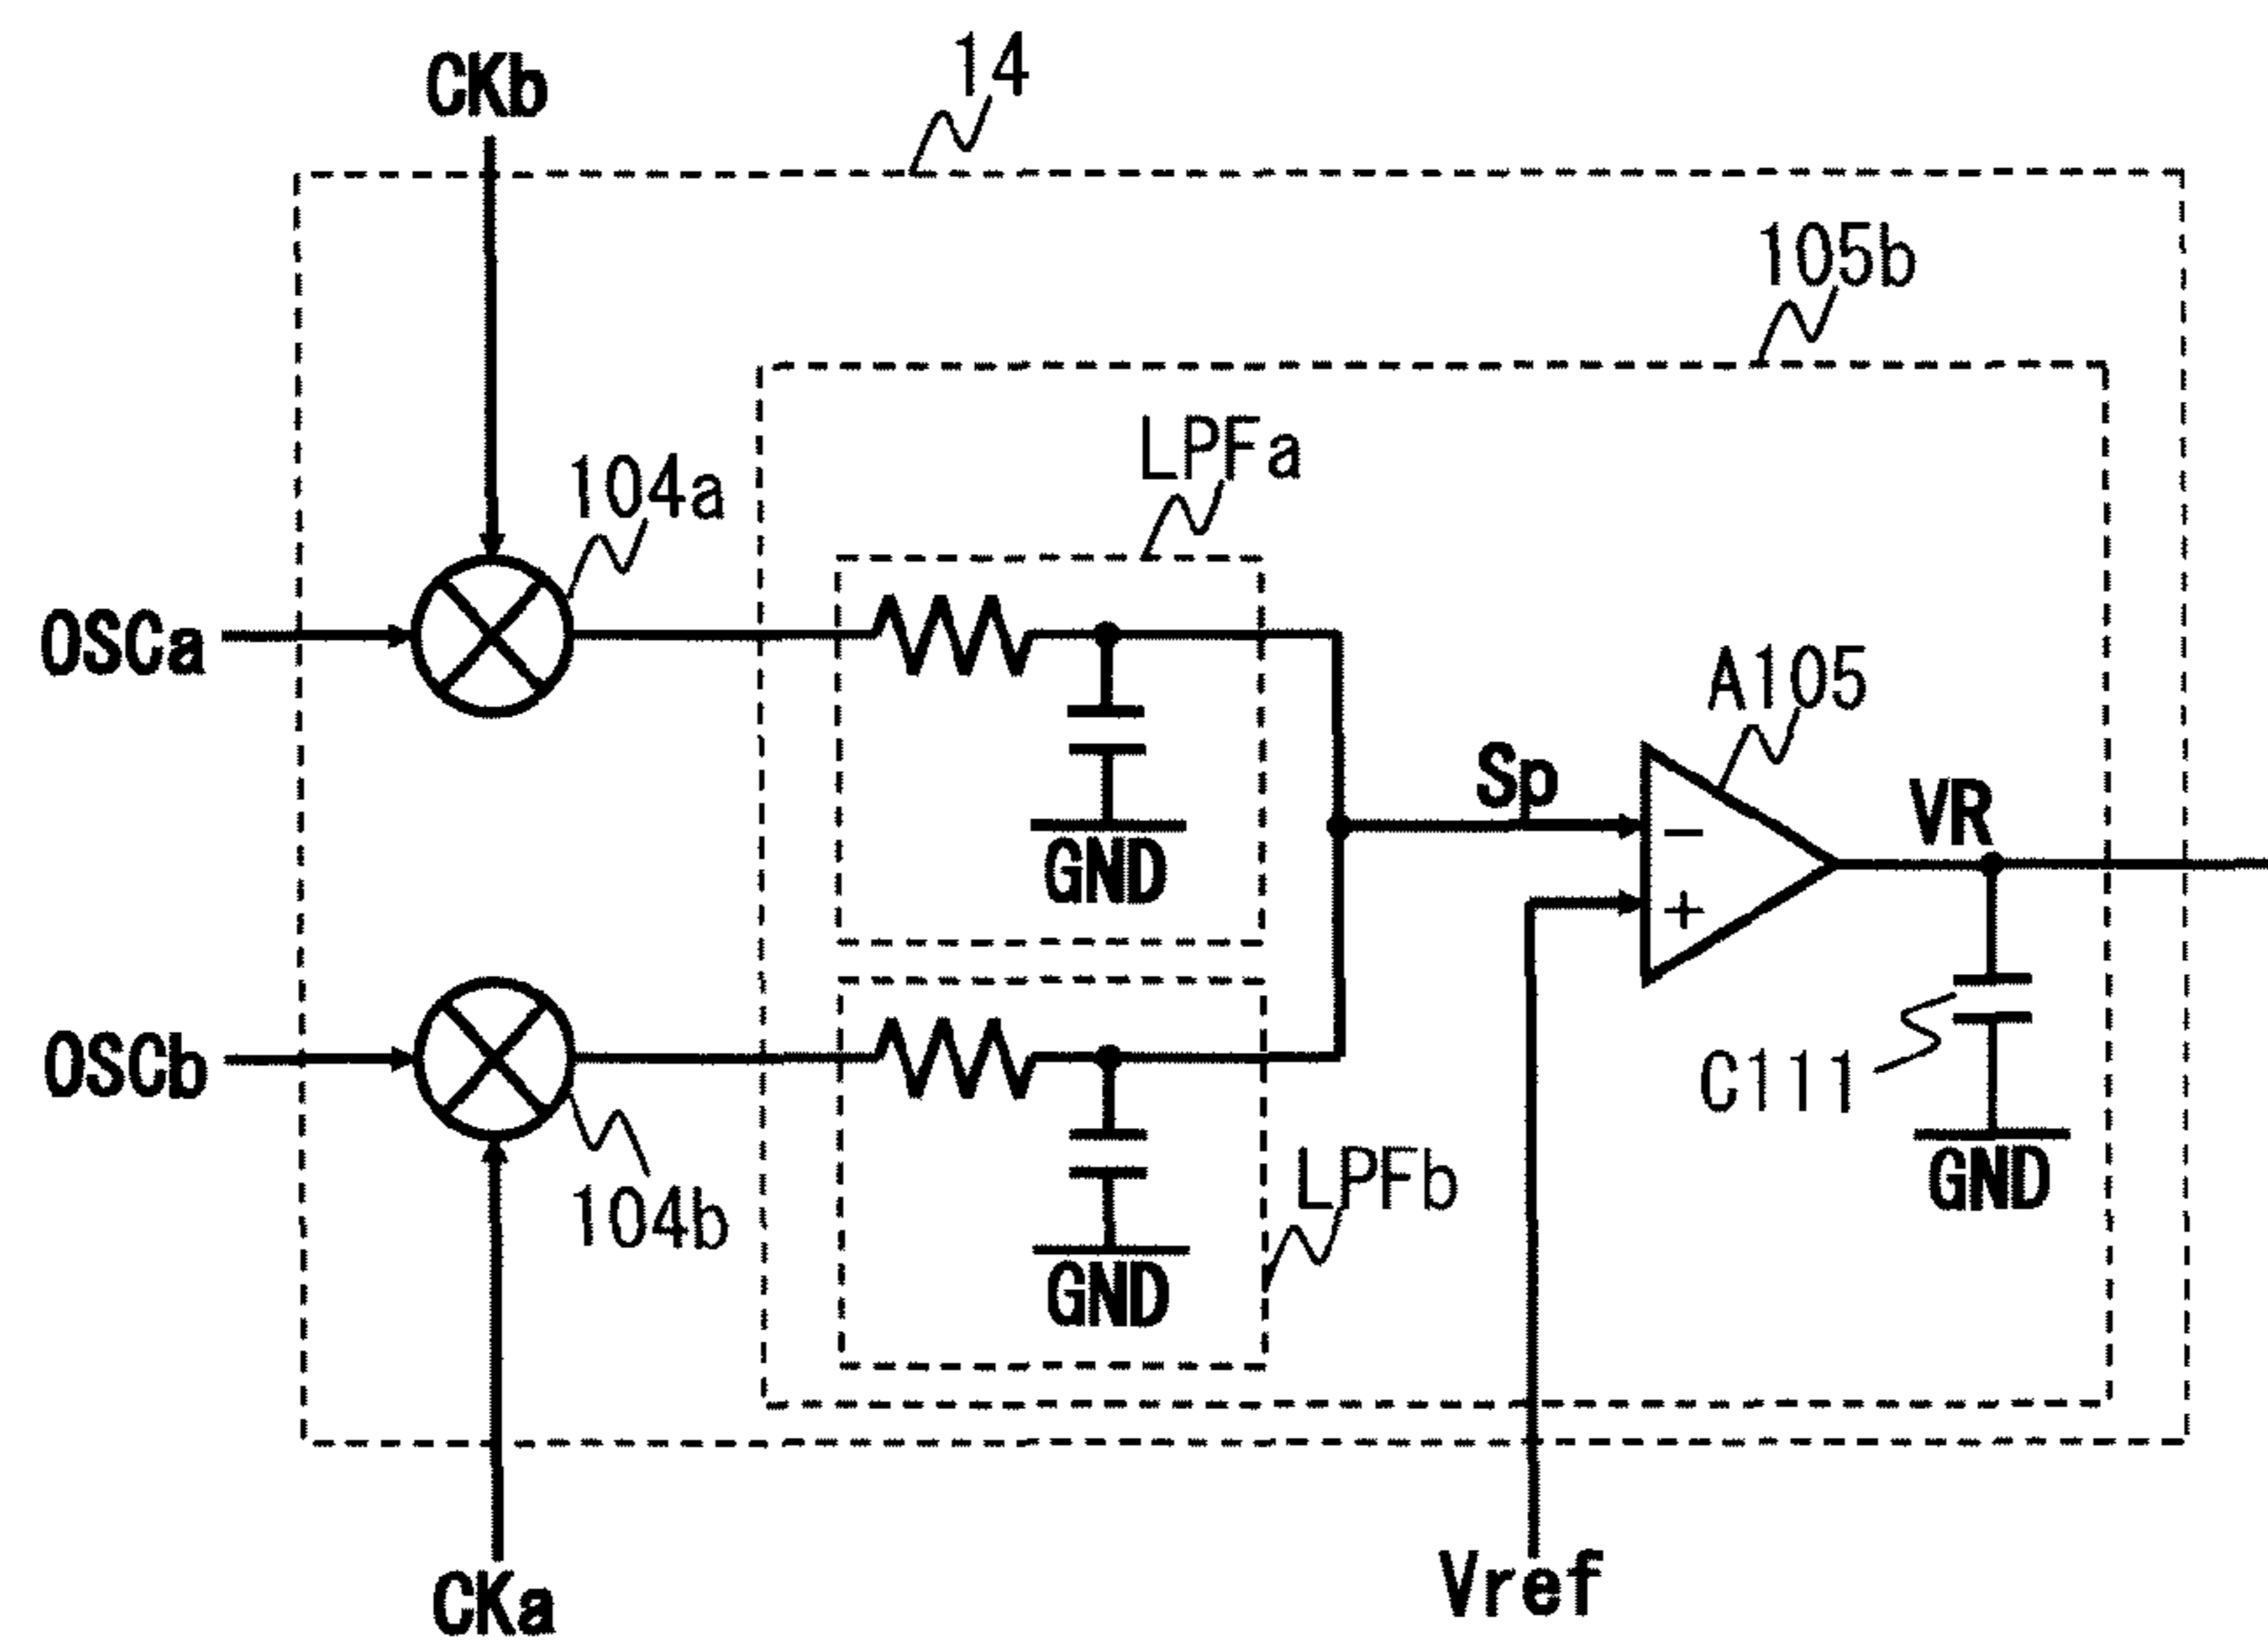 14
CKb
105b
LPFa
104a
OSCa
A105
Sp
VR
−
GND
+
OSCb
C111
LPFb
GND
104b
GND
Vref
CKa